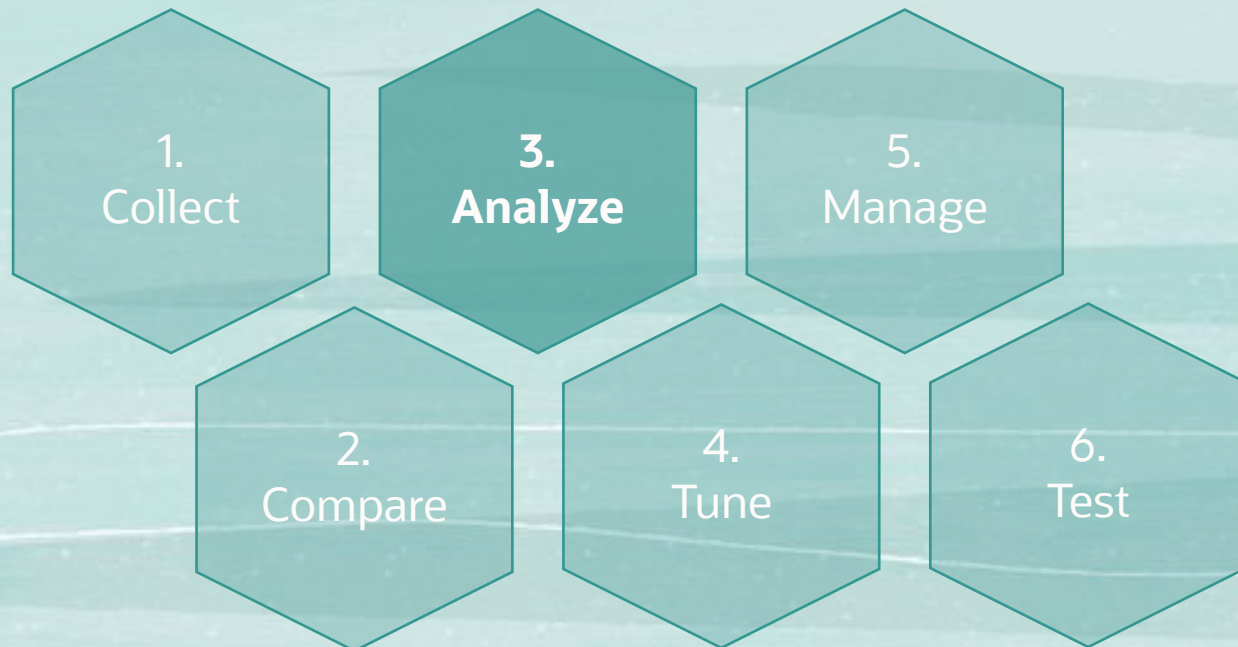 1.
Collect
2.
Compare
3.
Analyze
4.
Tune
5.
Manage
6.
Test